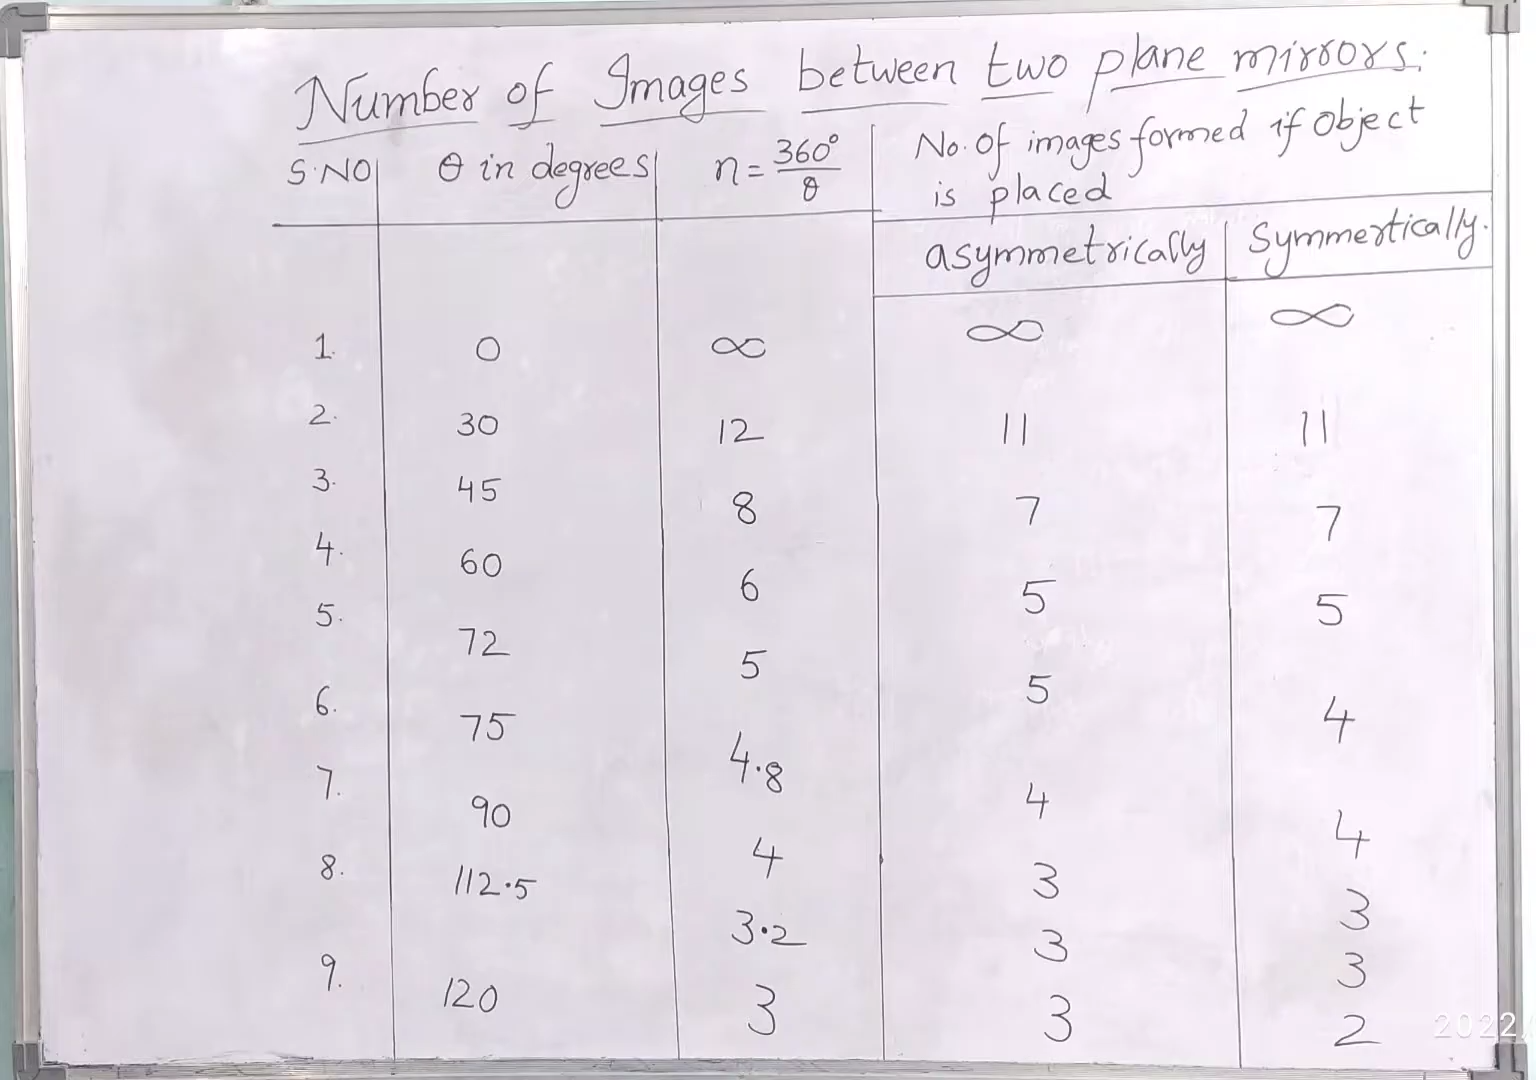 Number of Images between two plane mirrors.
S.NO θ in degrees n = 360°/θ No. Of images formed if Object is placed
asymmetrically Symmertically.
1. 0 ∞ ∞ ∞
2. 30 12 11 11
3. 45 8 7 7
4. 60 6 5 5
5. 72 5 5 4
6. 75 4.8 4 4
7. 90 4 3 3
8. 112.5 3.2 3 3
9. 120 3 3 2
2022/